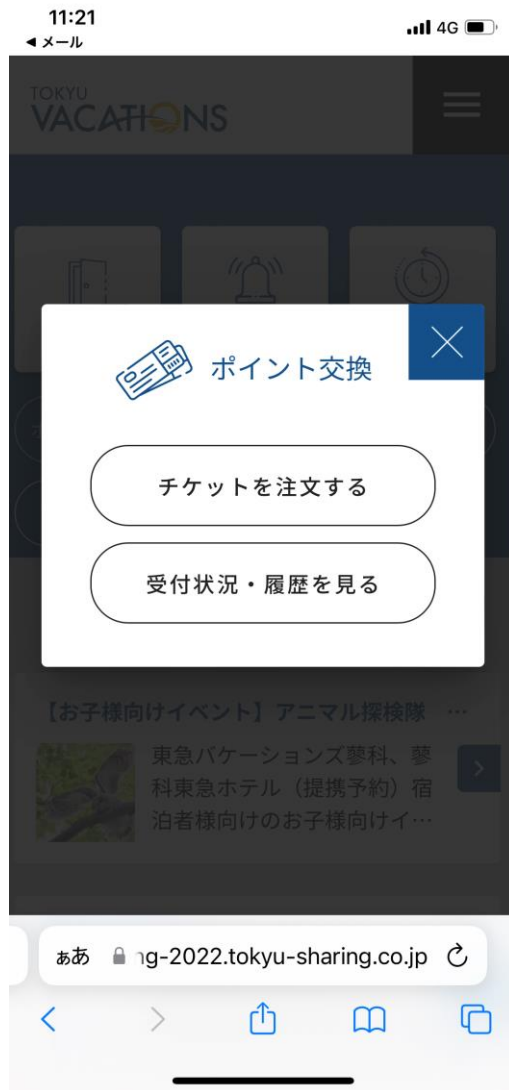 11:21
4G
◀ メール
TOKYU
VACATIONS
ポイント交換
チケットを注文する
受付状況・履歴を見る
【お子様向けイベント】アニマル探検隊 …
東急バケーションズ蓼科、蓼
科東急ホテル（提携予約）宿
泊者様向けのお子様向けイ…
ぁあ
ng-2022.tokyu-sharing.co.jp